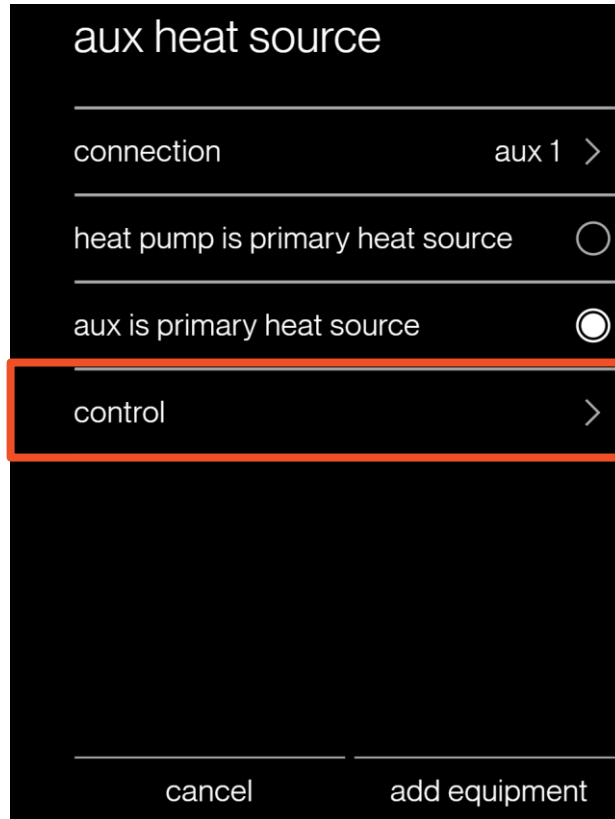 aux heat source
connection aux 1
heat pump is primary heat source
aux is primary heat source
control
cancel add equipment